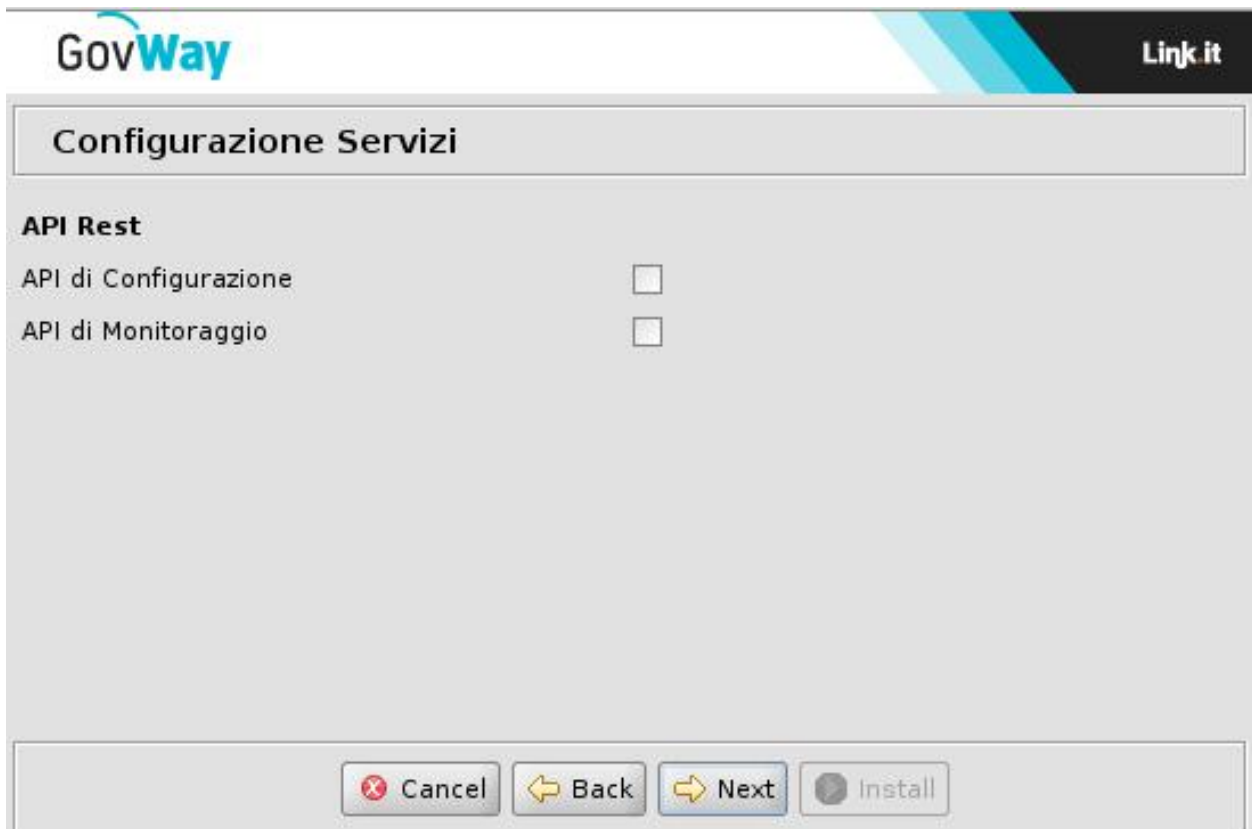 GovWay
Link.it
Configurazione Servizi
API Rest
API di Configurazione
API di Monitoraggio
Cancel
Back
Next
Install